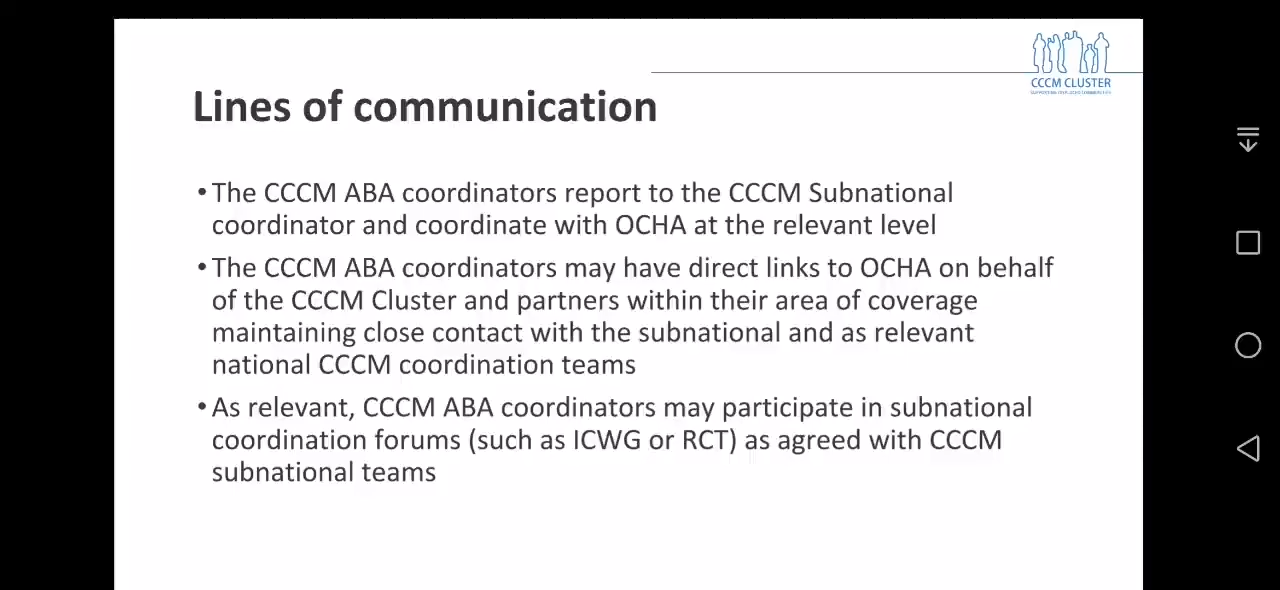 CCCM CLUSTER
Lines of communication
• The CCCM ABA coordinators report to the CCCM Subnational
coordinator and coordinate with OCHA at the relevant level
• The CCCM ABA coordinators may have direct links to OCHA on behalf
of the CCCM Cluster and partners within their area of coverage
maintaining close contact with the subnational and as relevant
national CCCM coordination teams
• As relevant, CCCM ABA coordinators may participate in subnational
coordination forums (such as ICWG or RCT) as agreed with CCCM
subnational teams